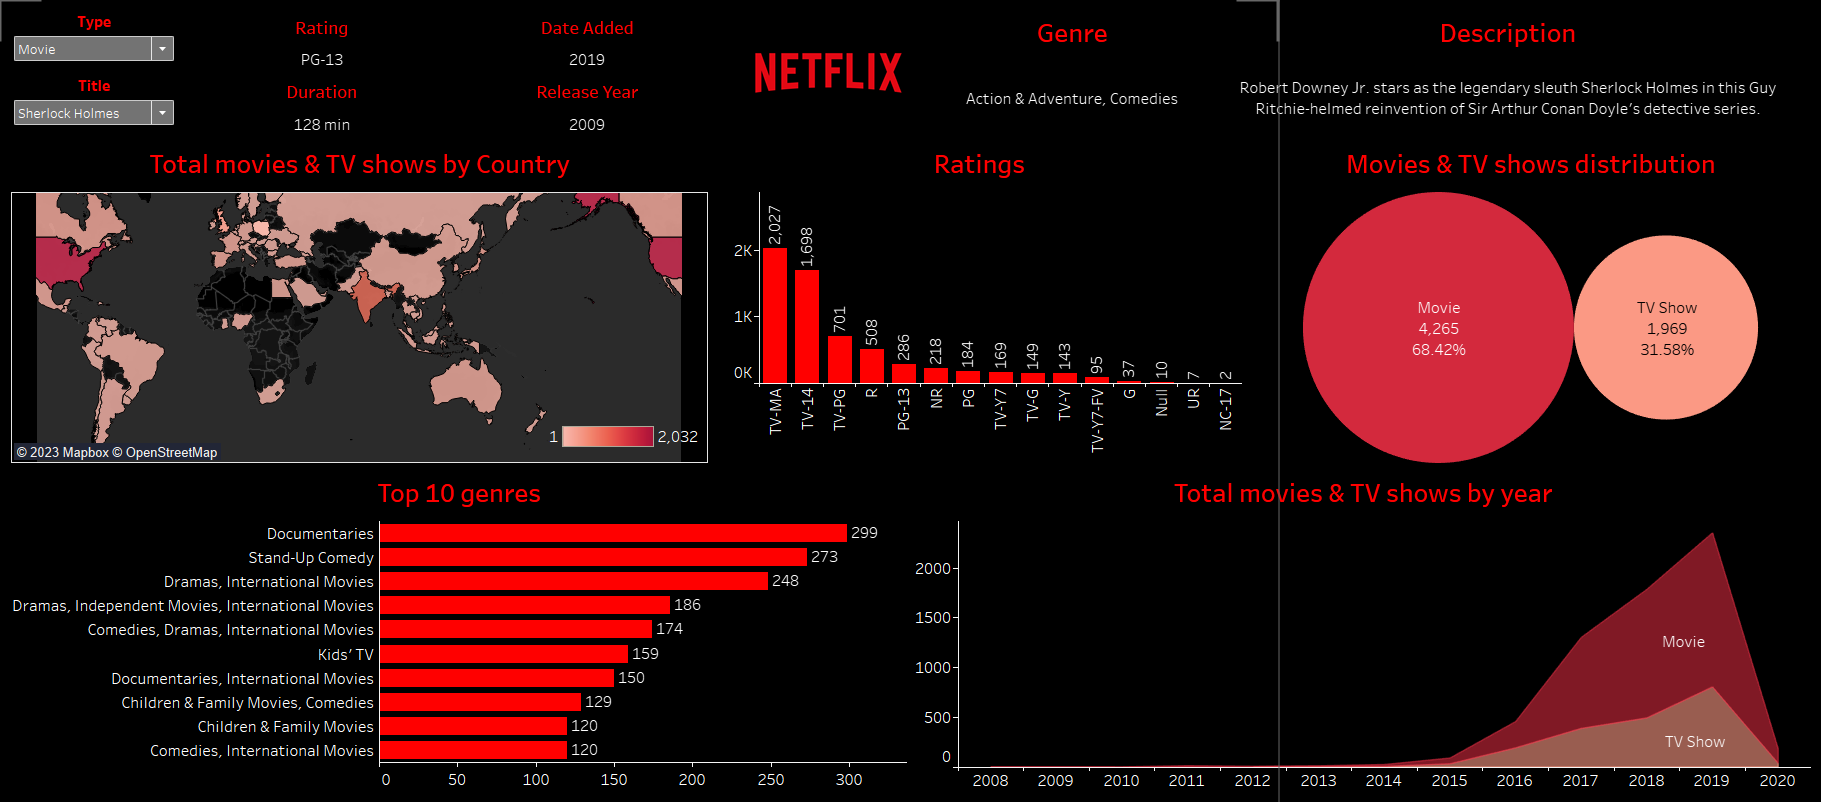 Type
Movie
Title
Sherlock Holmes
Rating
PG-13
Duration
128 min
Date Added
2019
Release Year
2009
NETFLIX
Genre
Action & Adventure, Comedies
Description
Robert Downey Jr. stars as the legendary sleuth Sherlock Holmes in this Guy
Ritchie-helmed reinvention of Sir Arthur Conan Doyle's detective series.
Total movies & TV shows by Country
1
2,032
© 2023 Mapbox © OpenStreetMap
Ratings
2K
1K
0K
2,027
1,698
701
508
286
218
184
169
149
143
95
37
10
7
2
TV-MA
TV-14
TV-PG
R
PG-13
NR
PG
TV-Y7
TV-G
TV-Y
TV-Y7-FV
G
Null
UR
NC-17
Movies & TV shows distribution
Movie
4,265
68.42%
TV Show
1,969
31.58%
Top 10 genres
Documentaries 299
Stand-Up Comedy 273
Dramas, International Movies 248
Dramas, Independent Movies, International Movies 186
Comedies, Dramas, International Movies 174
Kids' TV 159
Documentaries, International Movies 150
Children & Family Movies, Comedies 129
Children & Family Movies 120
Comedies, International Movies 120
0 50 100 150 200 250 300
Total movies & TV shows by year
2000
1500
1000
500
0
Movie
TV Show
2008 2009 2010 2011 2012 2013 2014 2015 2016 2017 2018 2019 2020